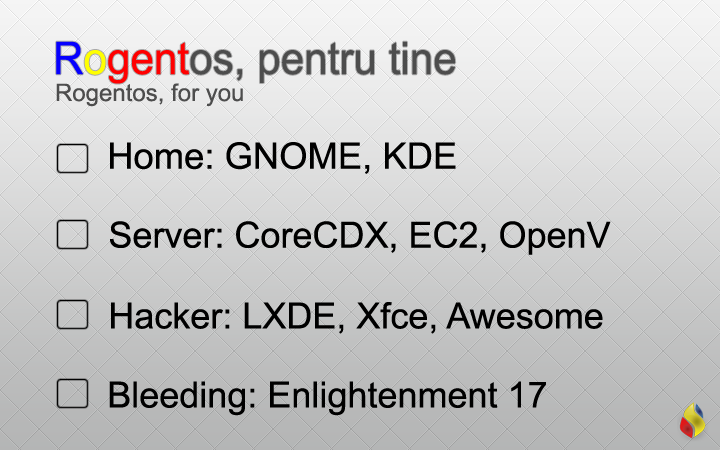 Rogentos, pentru tine
Rogentos, for you
Home: GNOME, KDE
Server: CoreCDX, EC2, OpenV
Hacker: LXDE, Xfce, Awesome
Bleeding: Enlightenment 17